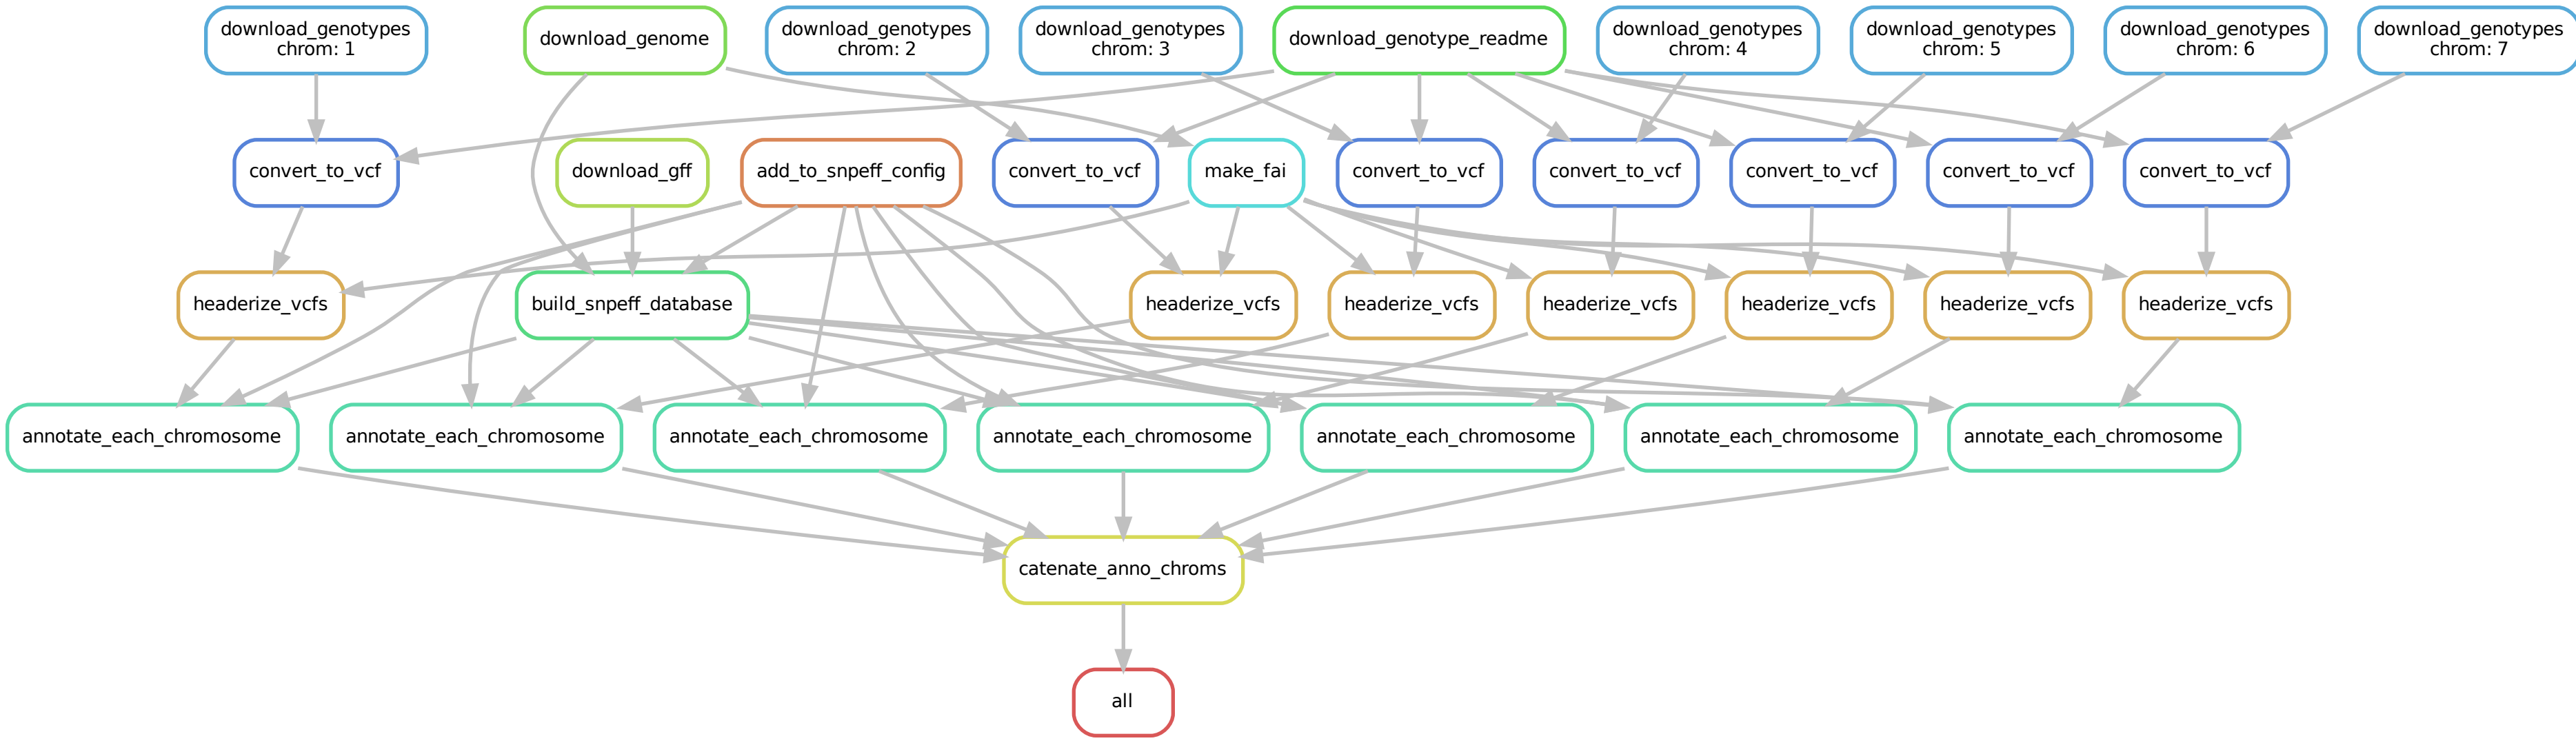 download_genotypes
chrom: 1
download_genome
download_genotypes
chrom: 2
download_genotypes
chrom: 3
download_genotype_readme
download_genotypes
chrom: 4
download_genotypes
chrom: 5
download_genotypes
chrom: 6
download_genotypes
chrom: 7
convert_to_vcf
download_gff
add_to_snpeff_config
convert_to_vcf
make_fai
convert_to_vcf
convert_to_vcf
convert_to_vcf
convert_to_vcf
convert_to_vcf
headerize_vcfs
build_snpeff_database
headerize_vcfs
headerize_vcfs
headerize_vcfs
headerize_vcfs
headerize_vcfs
headerize_vcfs
annotate_each_chromosome
annotate_each_chromosome
annotate_each_chromosome
annotate_each_chromosome
annotate_each_chromosome
annotate_each_chromosome
annotate_each_chromosome
catenate_anno_chroms
all